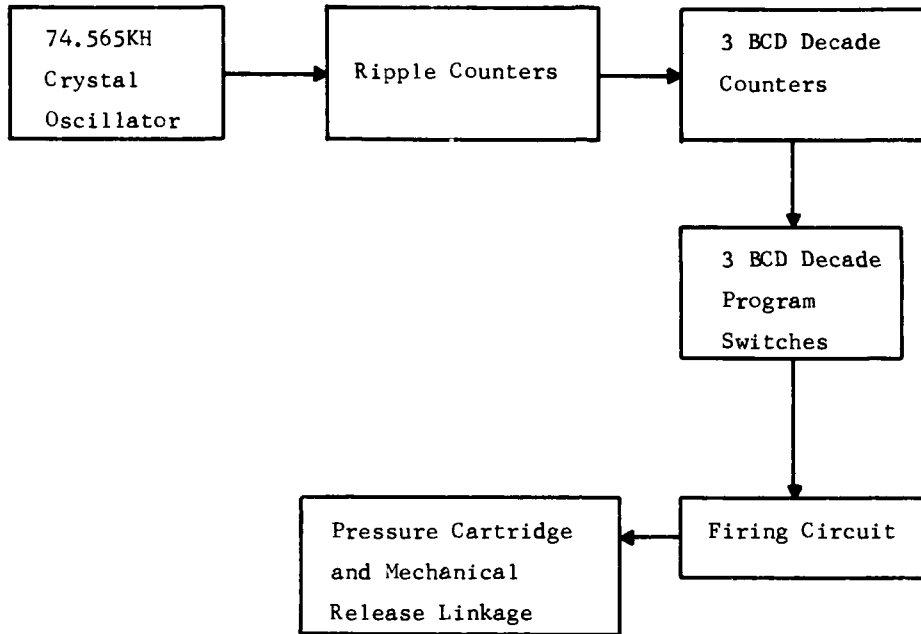 74.565KH
Crystal
Oscillator
Ripple Counters
3 BCD Decade
Counters
3 BCD Decade
Program
Switches
Firing Circuit
Pressure Cartridge
and Mechanical
Release Linkage